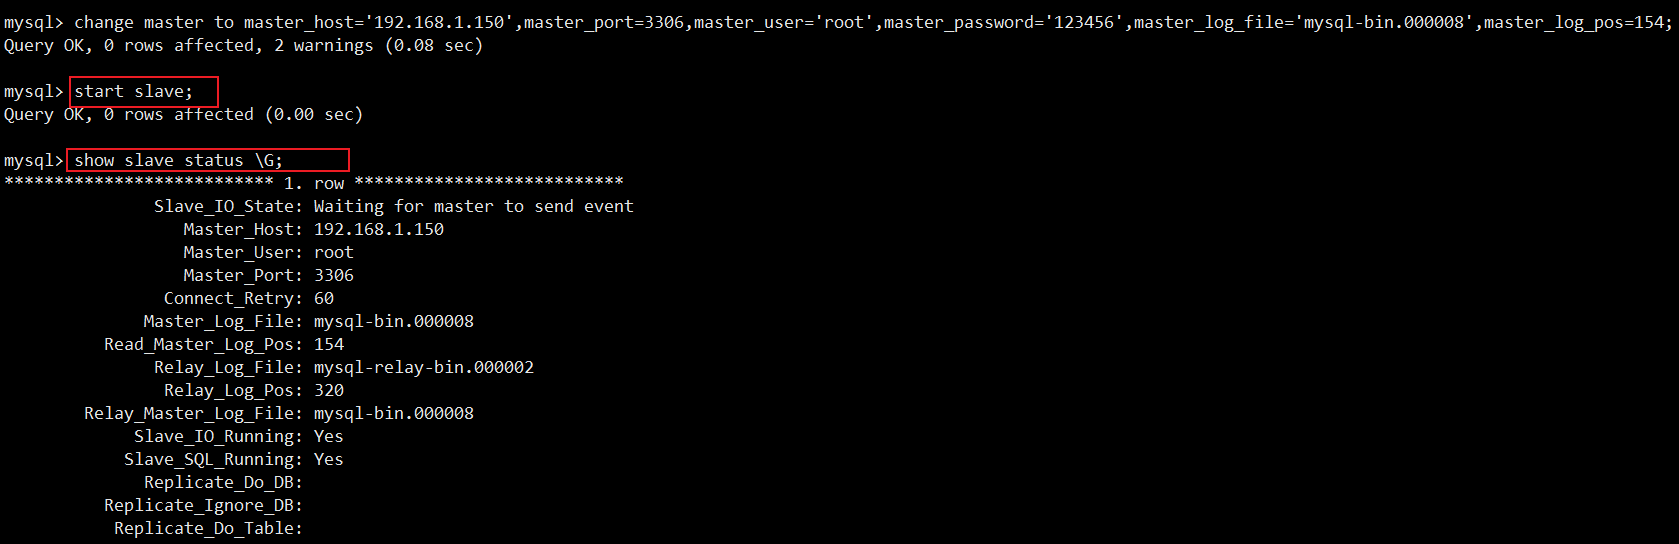 mysql> change master to master_host='192.168.1.150',master_port=3306,master_user='root',master_password='123456',master_log_file='mysql-bin.000008',master_log_pos=154;
Query OK, 0 rows affected, 2 warnings (0.08 sec)
mysql> start slave;
Query OK, 0 rows affected (0.00 sec)
mysql> show slave status \G;
*************************** 1. row ***************************
Slave_IO_State: Waiting for master to send event
Master_Host: 192.168.1.150
Master_User: root
Master_Port: 3306
Connect_Retry: 60
Master_Log_File: mysql-bin.000008
Read_Master_Log_Pos: 154
Relay_Log_File: mysql-relay-bin.000002
Relay_Log_Pos: 320
Relay_Master_Log_File: mysql-bin.000008
Slave_IO_Running: Yes
Slave_SQL_Running: Yes
Replicate_Do_DB:
Replicate_Ignore_DB:
Replicate_Do_Table: